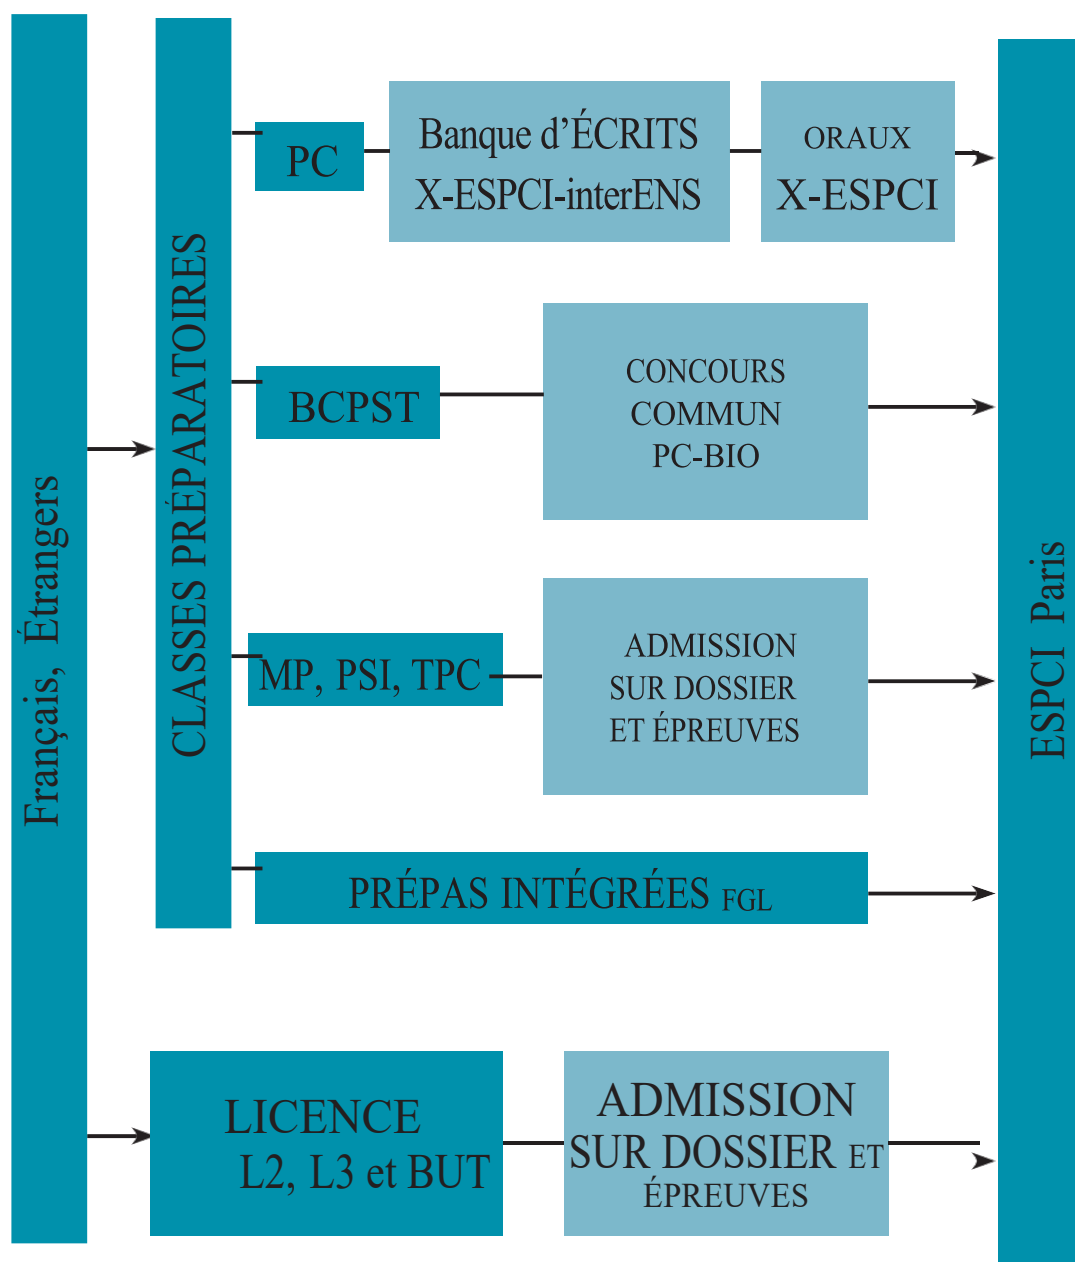 Français, Étrangers
CLASSES PRÉPARATOIRES
PC
Banque d'ÉCRITS
X-ESPCI-interENS
ORAUX
X-ESPCI
BCPST
CONCOURS
COMMUN
PC-BIO
MP, PSI, TPC
ADMISSION
SUR DOSSIER
ET ÉPREUVES
PRÉPAS INTÉGRÉES FGL
LICENCE
L2, L3 et BUT
ADMISSION
SUR DOSSIER ET
ÉPREUVES
ESPCI Paris